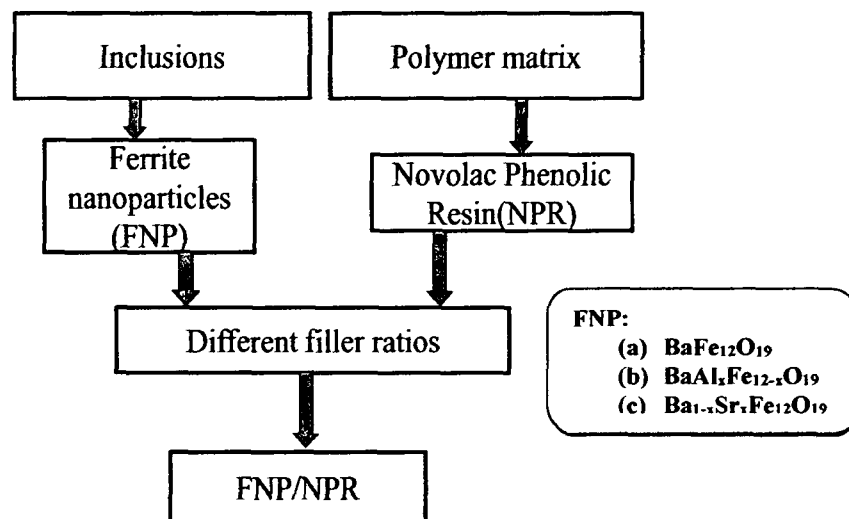 Inclusions
Polymer matrix
Ferrite
nanoparticles
(FNP)
Novolac Phenolic
Resin(NPR)
Different filler ratios
FNP:
(a) BaFe₁₂O₁₉
(b) BaAlₓFe₁₂₋ₓO₁₉
(c) Ba₁₋ₓSrₓFe₁₂O₁₉
FNP/NPR